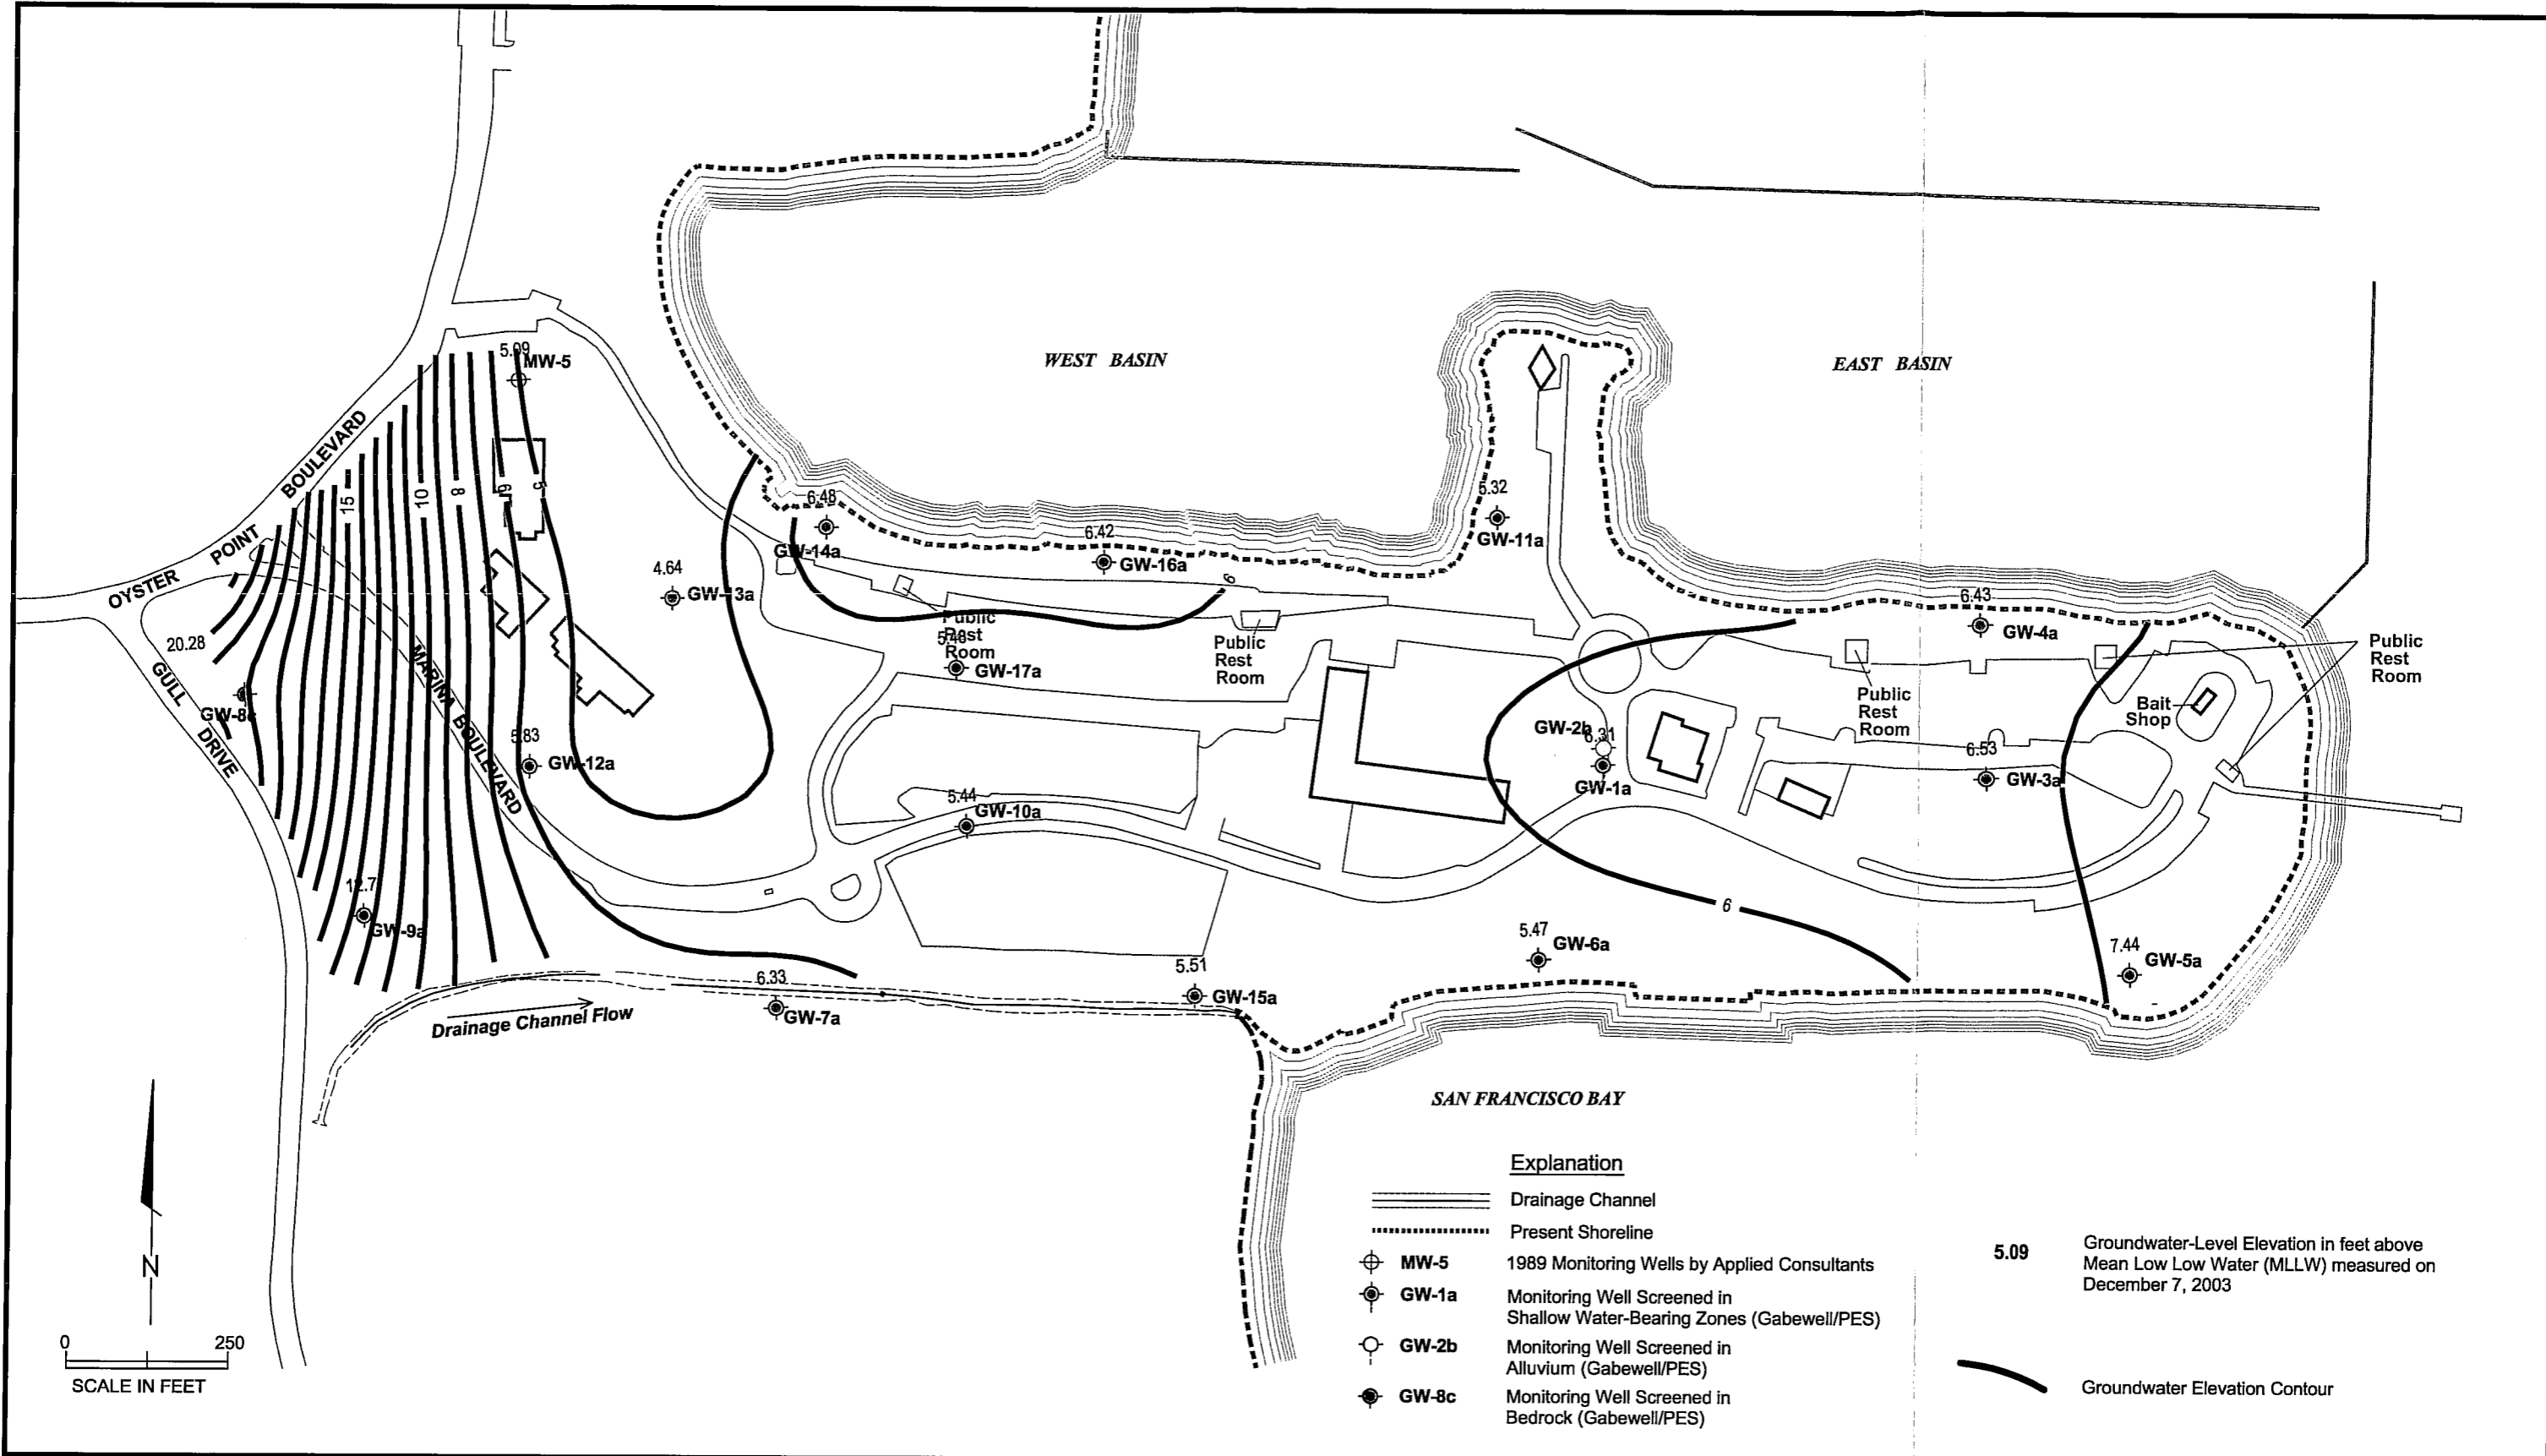 WEST BASIN
EAST BASIN
5.09
MW-5
OYSTER POINT BOULEVARD
15
10
8
6
5
6.48
GW-14a
6.42
GW-16a
5.32
GW-11a
4.64
GW-13a
6
6.43
GW-4a
Public
Rest
Room
GW-17a
Public
Rest
Room
Public
Rest
Room
Public
Rest
Room
Bait
Shop
20.28
GW-8c
GULL DRIVE
MARINA BOULEVARD
5.83
GW-12a
GW-2b
6.31
GW-1a
6.53
GW-3a
5.44
GW-10a
12.7
GW-9a
6
5.47
GW-6a
7.44
GW-5a
5.51
GW-15a
6.33
GW-7a
Drainage Channel Flow
SAN FRANCISCO BAY
N
0 250
SCALE IN FEET
Explanation
Drainage Channel
Present Shoreline
MW-5 1989 Monitoring Wells by Applied Consultants
GW-1a Monitoring Well Screened in
Shallow Water-Bearing Zones (Gabewell/PES)
GW-2b Monitoring Well Screened in
Alluvium (Gabewell/PES)
GW-8c Monitoring Well Screened in
Bedrock (Gabewell/PES)
5.09 Groundwater-Level Elevation in feet above
Mean Low Low Water (MLLW) measured on
December 7, 2003
Groundwater Elevation Contour